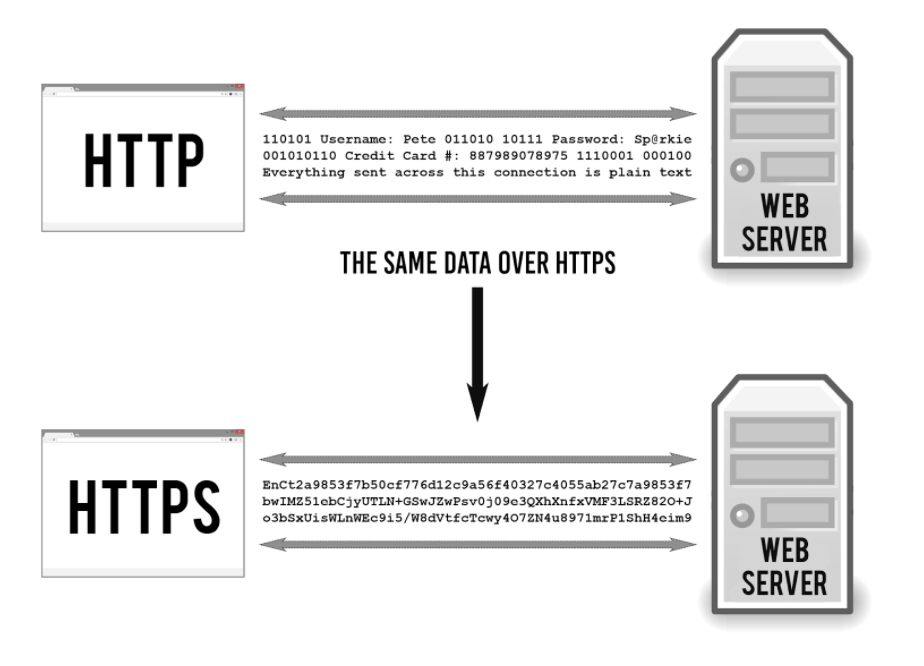 HTTP
110101 Username: Pete 011010 10111 Password: Sp@rkie
001010110 Credit Card #: 887989078975 1110001 000100
Everything sent across this connection is plain text
WEB
SERVER
THE SAME DATA OVER HTTPS
HTTPS
EnCt2a9853f7b50cf776d12c9a56f40327c4055ab27c7a9853f7
bwIMZ51ebCjyUTLN+GSwJZwPsv0j09e3QXhXnfxVMF3LSRZ82O+J
o3bSxUisWLnWEc9i5/W8dVtfcTcwy4O7ZN4u8971mrP1ShH4cim9
WEB
SERVER